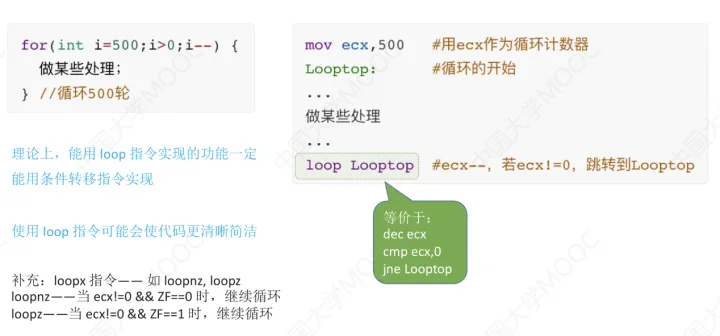 for(int i=500;i>0;i--) {
做某些处理;
} //循环500轮
理论上，能用 loop 指令实现的功能一定
能用条件转移指令实现
使用 loop 指令可能会使代码更清晰简洁
补充：loopx 指令—— 如 loopnz, loopz
loopnz——当 ecx!=0 && ZF==0 时，继续循环
loopz——当 ecx!=0 && ZF==1 时，继续循环
mov ecx,500 #用ecx作为循环计数器
Looptop: #循环的开始
...
做某些处理
...
loop Looptop #ecx--，若ecx!=0，跳转到Looptop
等价于：
dec ecx
cmp ecx,0
jne Looptop
中国大学MOOC